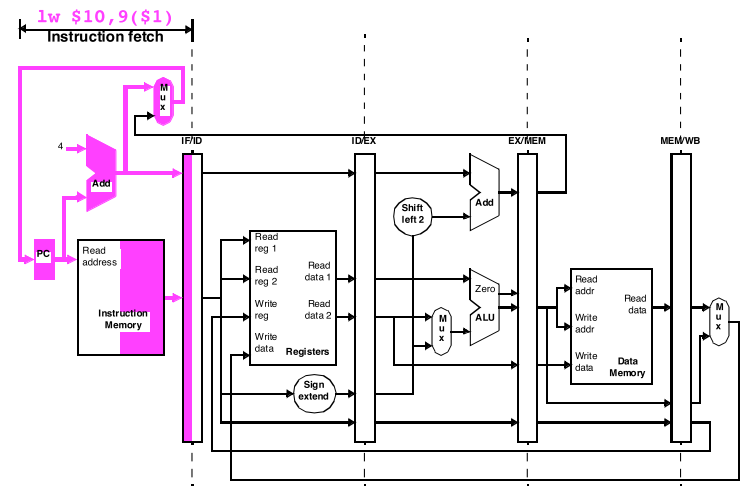 lw $10,9($1)
Instruction fetch
M
u
x
IF/ID
ID/EX
EX/MEM
MEM/WB
4
Add
Add
Shift
left 2
PC
Read
address
Instruction
Memory
Read
reg 1
Read
reg 2
Write
reg
Write
data
Read
data 1
Read
data 2
Registers
Sign
extend
M
u
x
Zero
ALU
Read
addr
Write
addr
Write
data
Read
data
Data
Memory
M
u
x